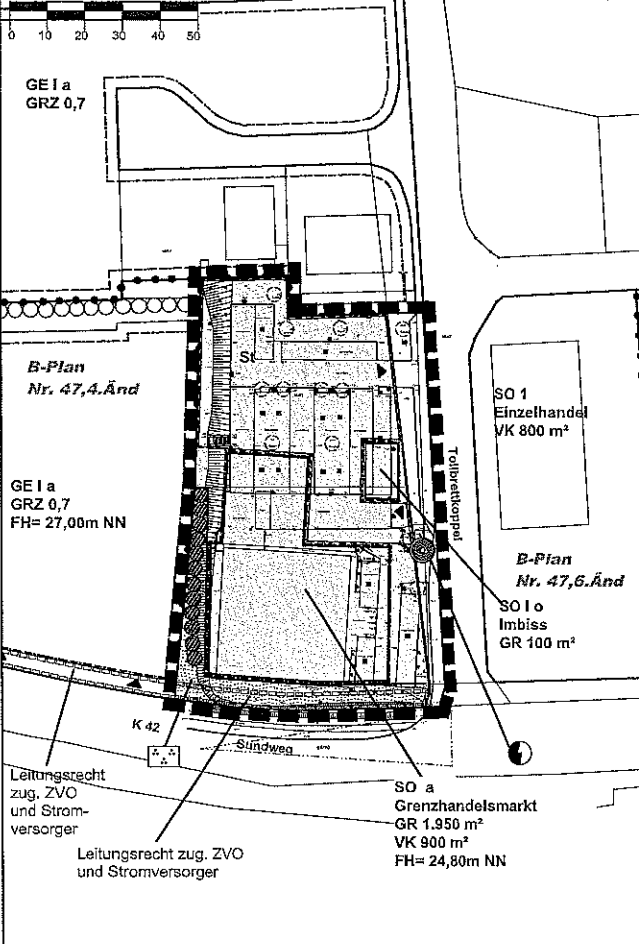 0 10 20 30 40 50
GE I a
GRZ 0,7
B-Plan
Nr. 47,4.Änd
St
SO 1
Einzelhandel
VK 800 m²
Tollbrettkoppel
GE I a
GRZ 0,7
FH= 27,00m NN
B-Plan
Nr. 47,6.Änd
SO I o
Imbiss
GR 100 m²
K 42
Sundweg
Leitungsrecht
zug. ZVO
und Strom-
versorger
Leitungsrecht zug. ZVO
und Stromversorger
SO a
Grenzhandelsmarkt
GR 1.950 m²
VK 900 m²
FH= 24,80m NN